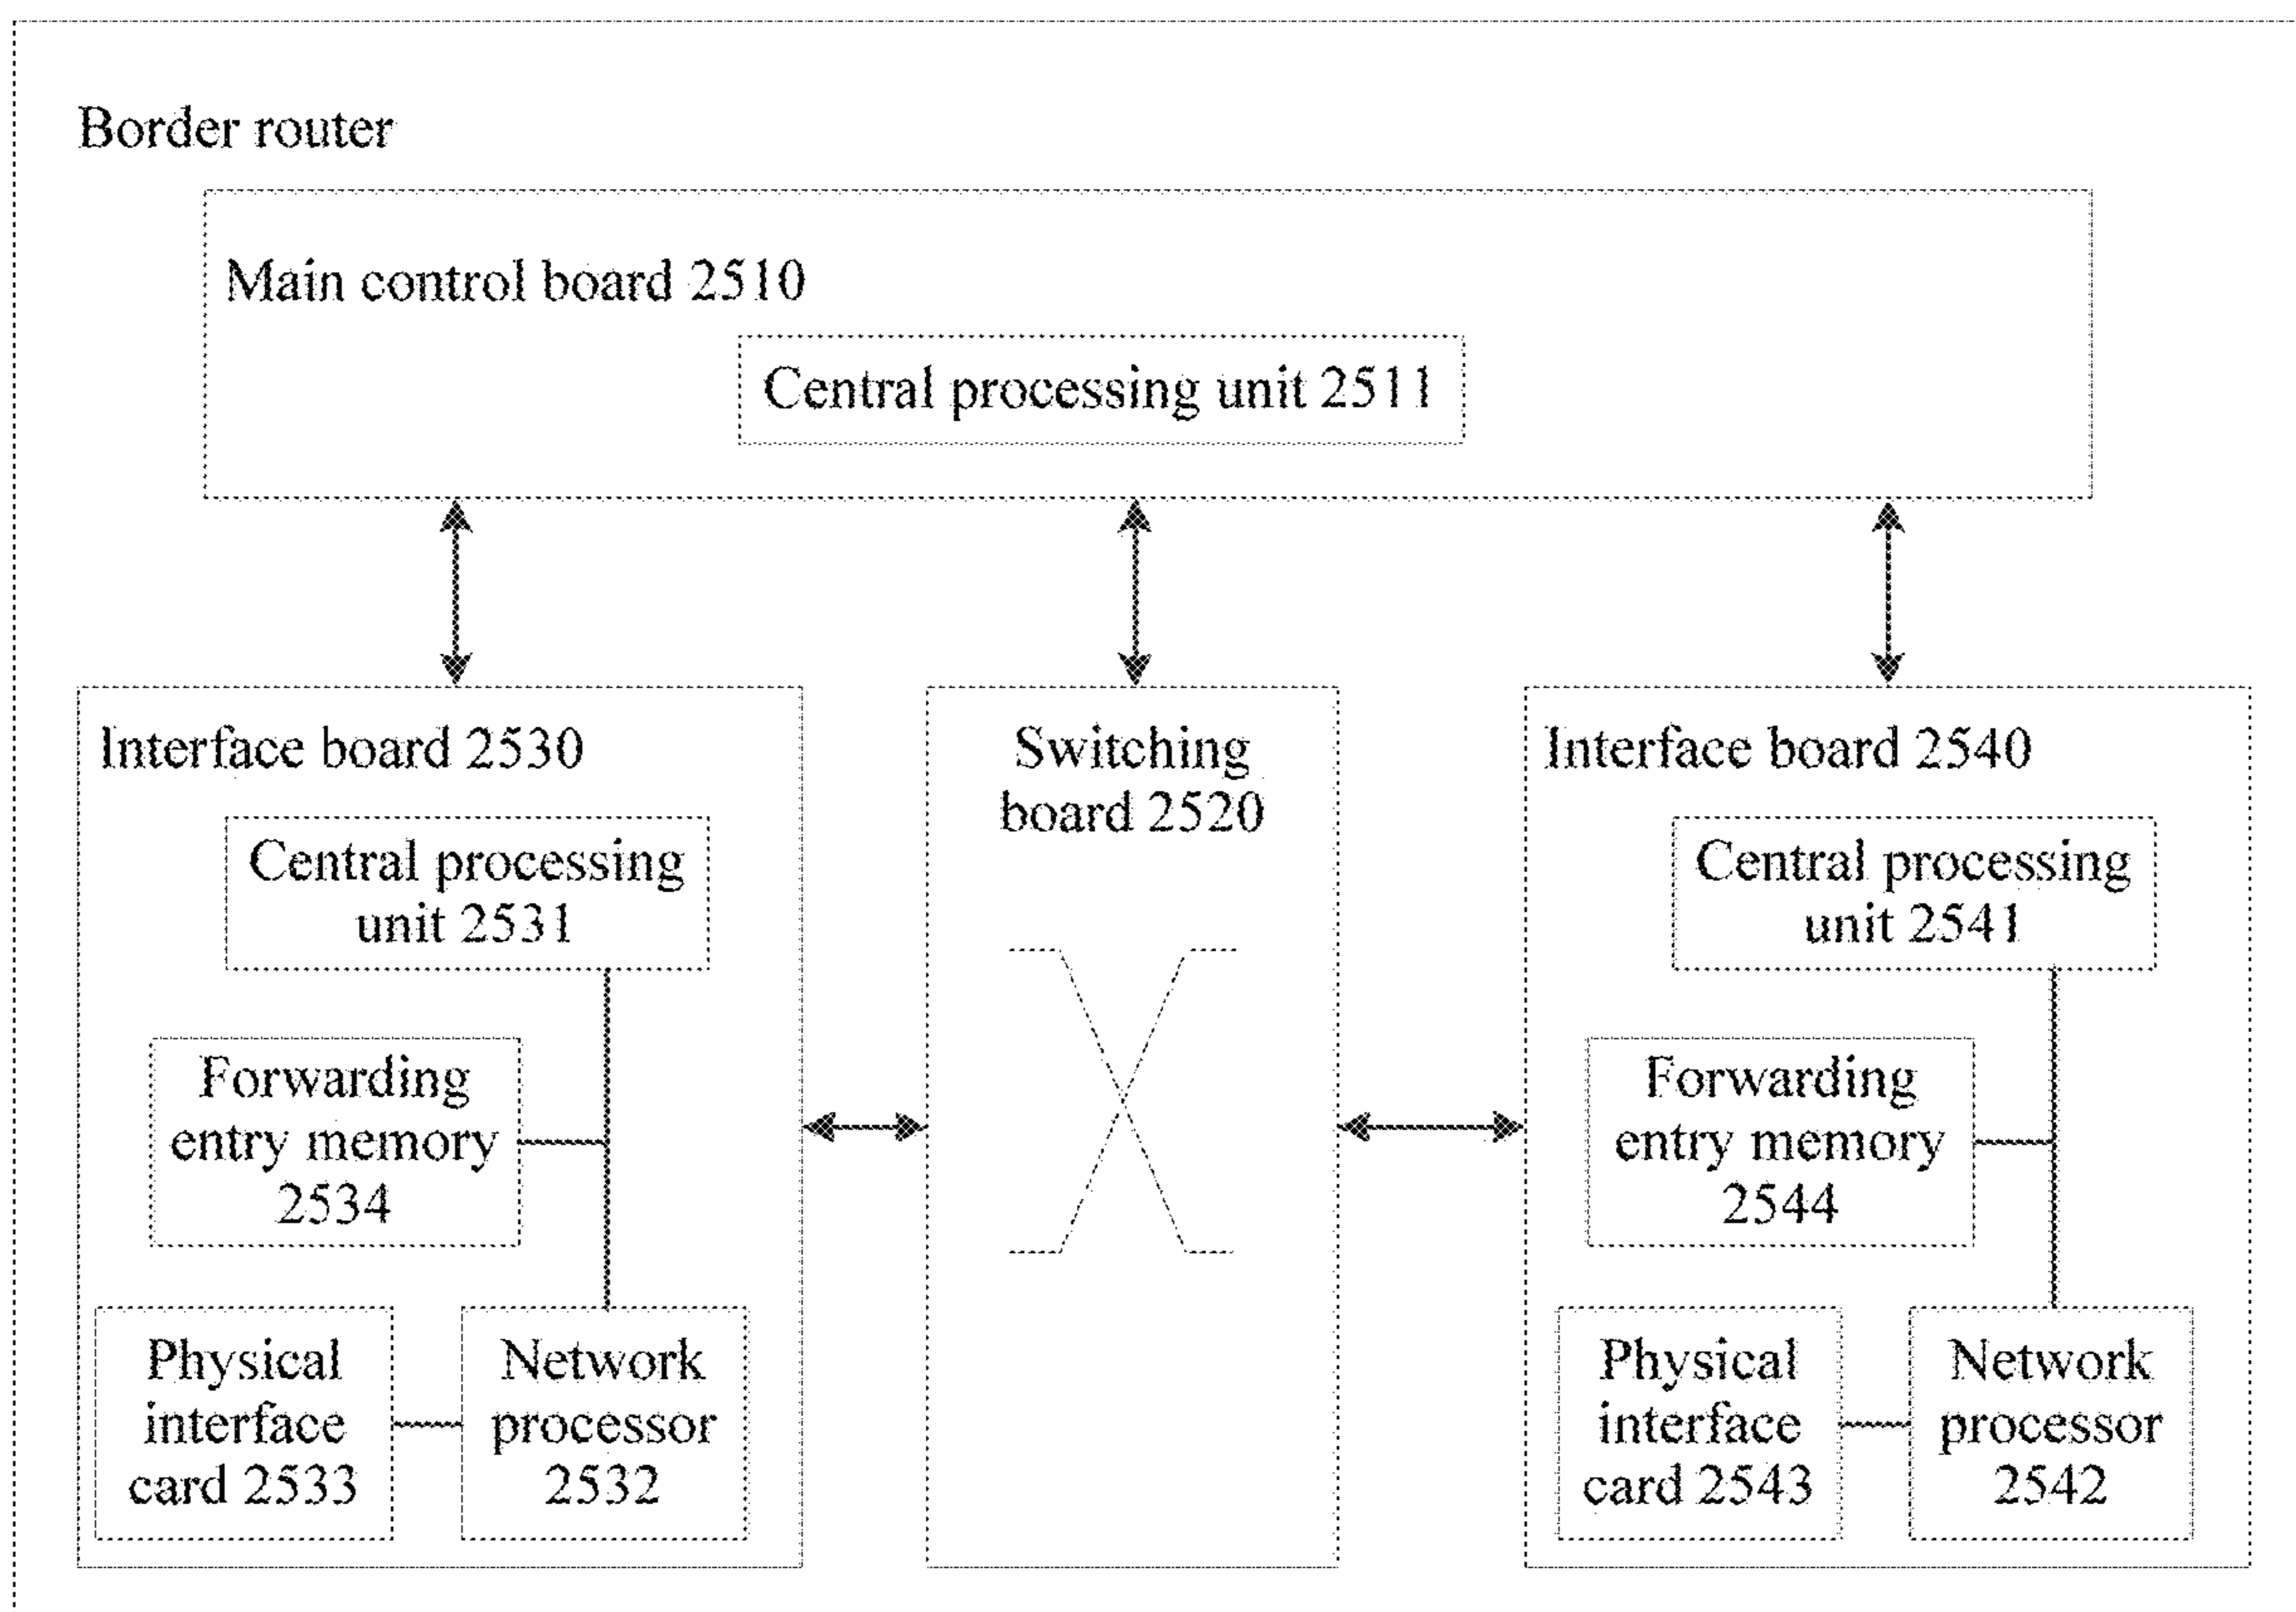 Border router
Main control board 2510
Central processing unit 2511
Interface board 2530
Central processing
unit 2531
Forwarding
entry memory
2534
Physical
interface
card 2533
Network
processor
2532
Switching
board 2520
Interface board 2540
Central processing
unit 2541
Forwarding
entry memory
2544
Physical
interface
card 2543
Network
processor
2542